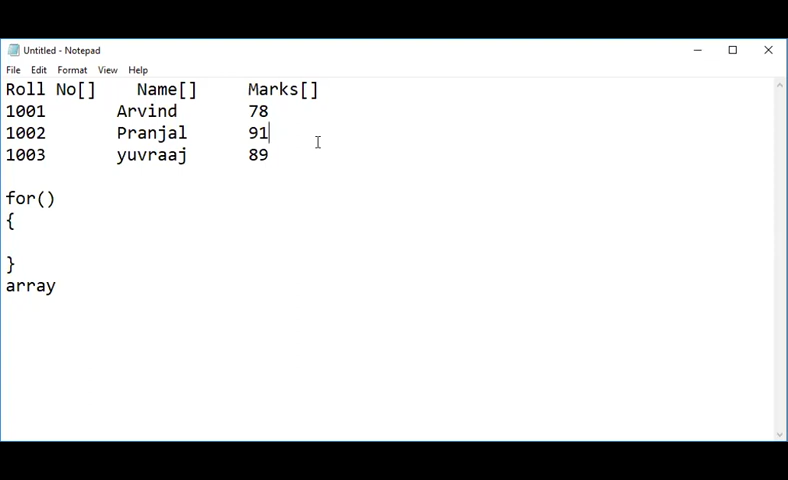 Untitled - Notepad
File Edit Format View Help
Roll No[] Name[] Marks[]
1001 Arvind 78
1002 Pranjal 91
1003 yuvraaj 89
for()
{
}
array